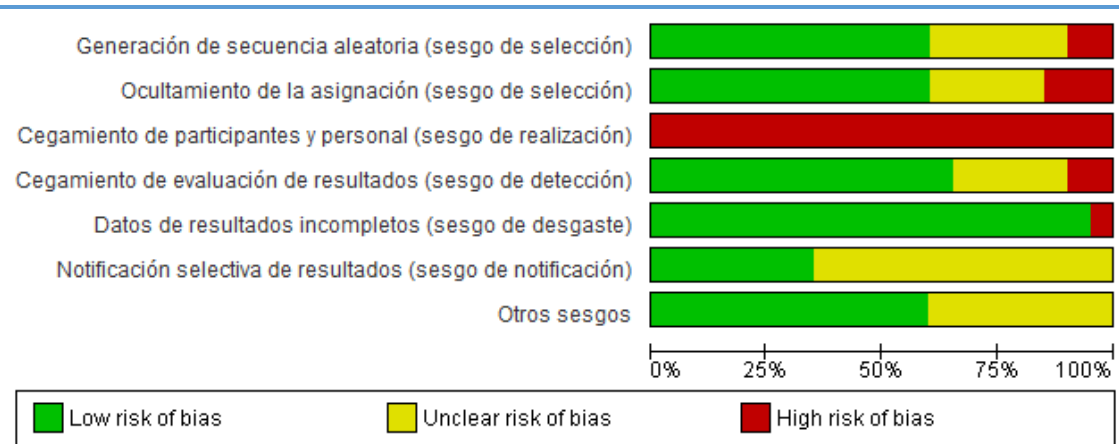 Generación de secuencia aleatoria (sesgo de selección)
Ocultamiento de la asignación (sesgo de selección)
Cegamiento de participantes y personal (sesgo de realización)
Cegamiento de evaluación de resultados (sesgo de detección)
Datos de resultados incompletos (sesgo de desgaste)
Notificación selectiva de resultados (sesgo de notificación)
Otros sesgos
0% 25% 50% 75% 100%
Low risk of bias Unclear risk of bias High risk of bias